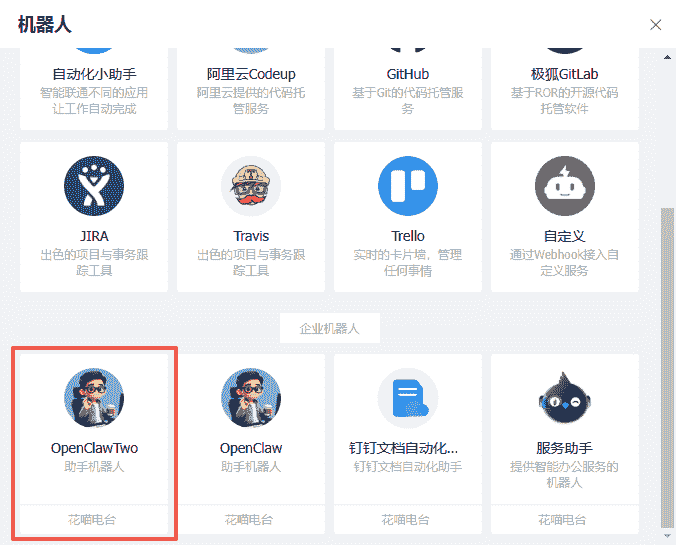 机器人
自动化小助手
智能联通不同的应用
让工作自动完成
阿里云Codeup
阿里云提供的代码托
管服务
GitHub
基于Git的代码托管服
务
极狐GitLab
基于ROR的开源代码
托管软件
JIRA
出色的项目与事务跟
踪工具
Travis
出色的项目与事务跟
踪工具
Trello
实时的卡片墙，管理
任何事情
自定义
通过Webhook接入自
定义服务
企业机器人
OpenClawTwo
助手机器人
花喵电台
OpenClaw
助手机器人
花喵电台
钉钉文档自动化...
钉钉文档自动化助手
花喵电台
服务助手
提供智能办公服务的
机器人
花喵电台